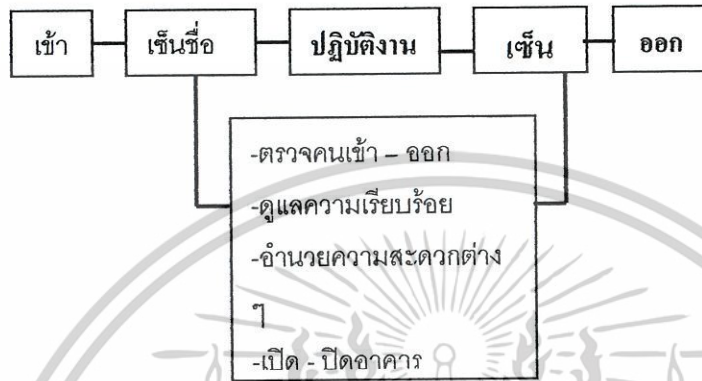 เข้า เซ็นชื่อ ปฏิบัติงาน เซ็น ออก
-ตรวจคนเข้า – ออก
-ดูแลความเรียบร้อย
-อำนวยความสะดวกต่าง
ๆ
-เปิด - ปิดอาคาร